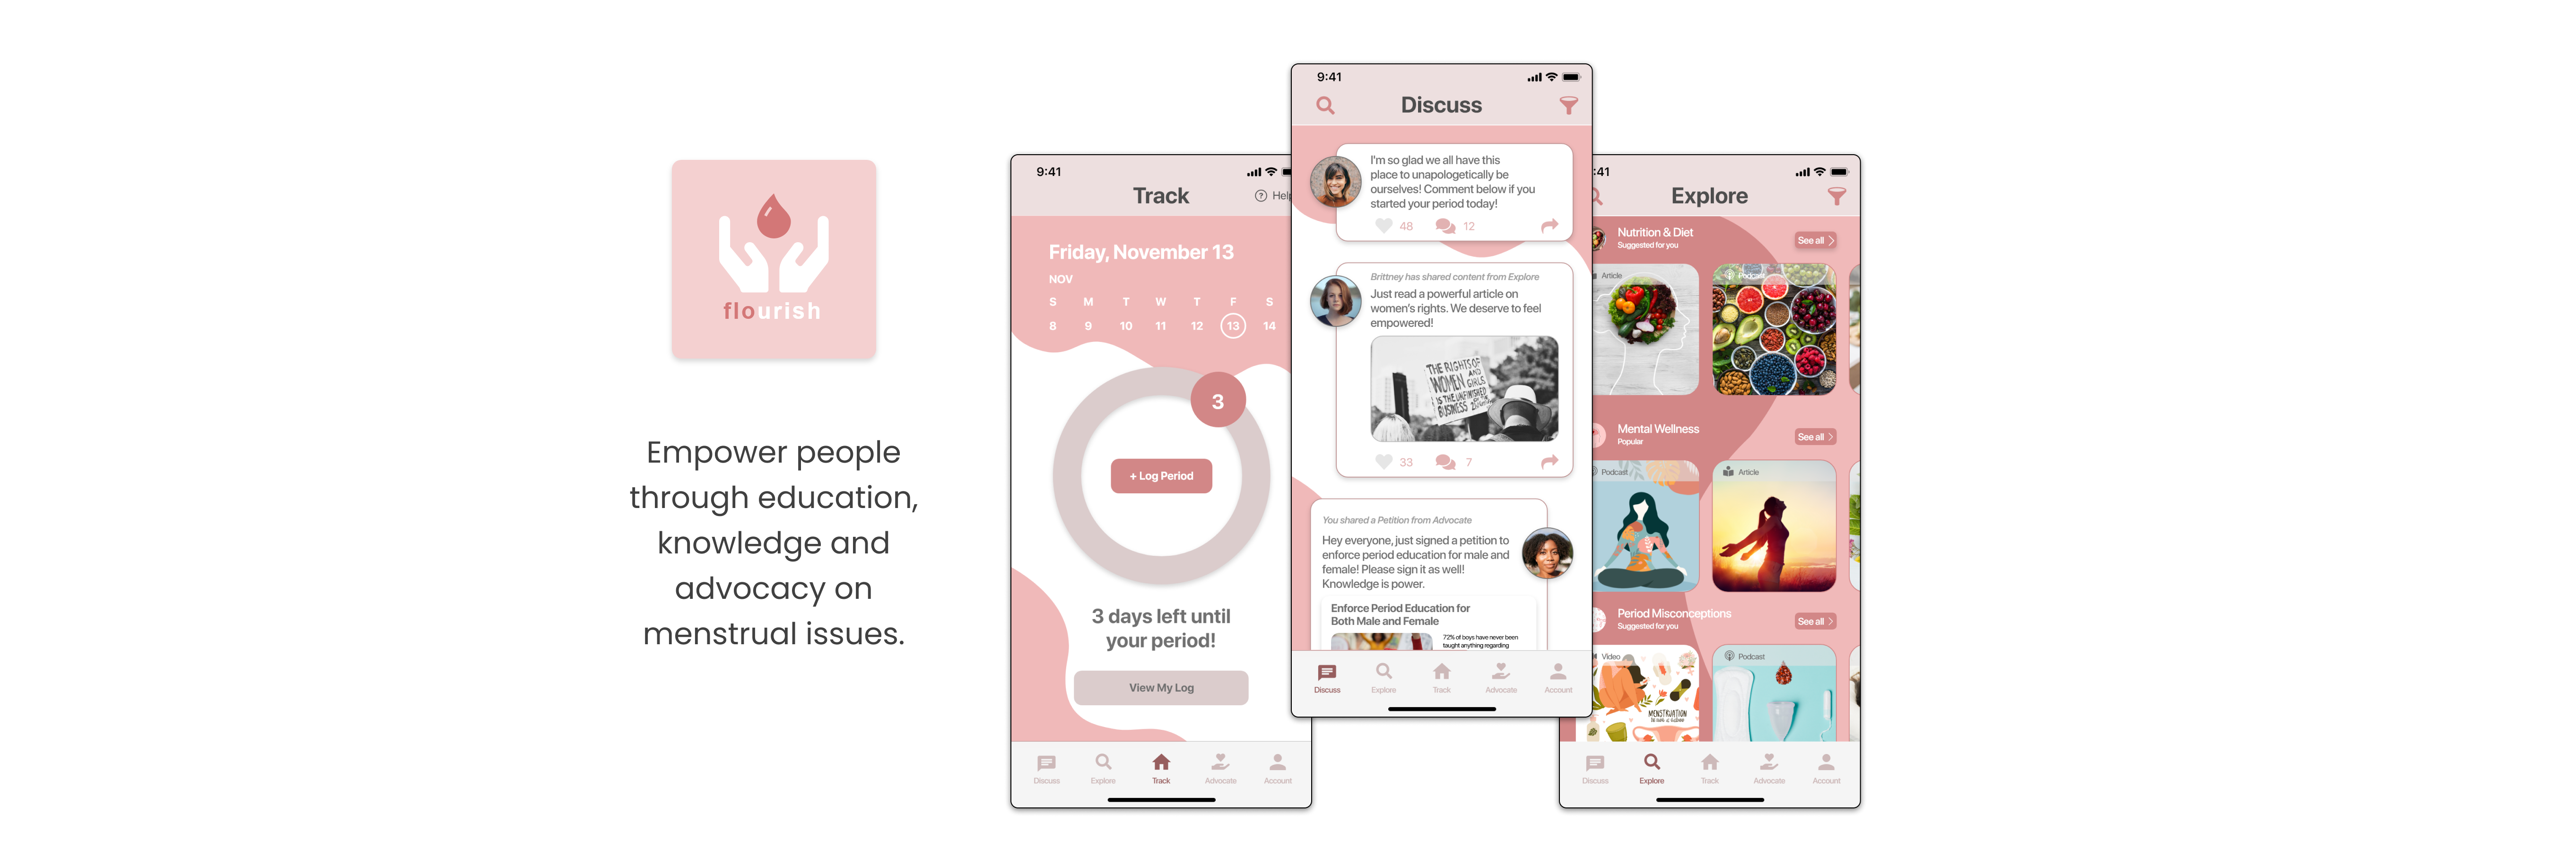 flourish
Empower people
through education,
knowledge and
advocacy on
menstrual issues.
9:41
Track
Help
Friday, November 13
NOV
S M T W T F S
8 9 10 11 12 13 14
3
+ Log Period
3 days left until
your period!
View My Log
Discuss Explore Track Advocate Account
9:41
Discuss
I'm so glad we all have this
place to unapologetically be
ourselves! Comment below if you
started your period today!
48 12
Brittney has shared content from Explore
Just read a powerful article on
women's rights. We deserve to feel
empowered!
THE RIGHTS OF
WOMEN AND GIRLS
IS THE UNFINISHED
BUSINESS
33 7
You shared a Petition from Advocate
Hey everyone, just signed a petition to
enforce period education for male and
female! Please sign it as well!
Knowledge is power.
Enforce Period Education for
Both Male and Female
72% of boys have never been
taught anything regarding
Discuss Explore Track Advocate Account
:41
Explore
Nutrition & Diet
Suggested for you
See all
Article
Podcast
Mental Wellness
Popular
See all
Podcast
Article
Period Misconceptions
Suggested for you
See all
Video
Podcast
MENSTRUATION
Discuss Explore Track Advocate Account